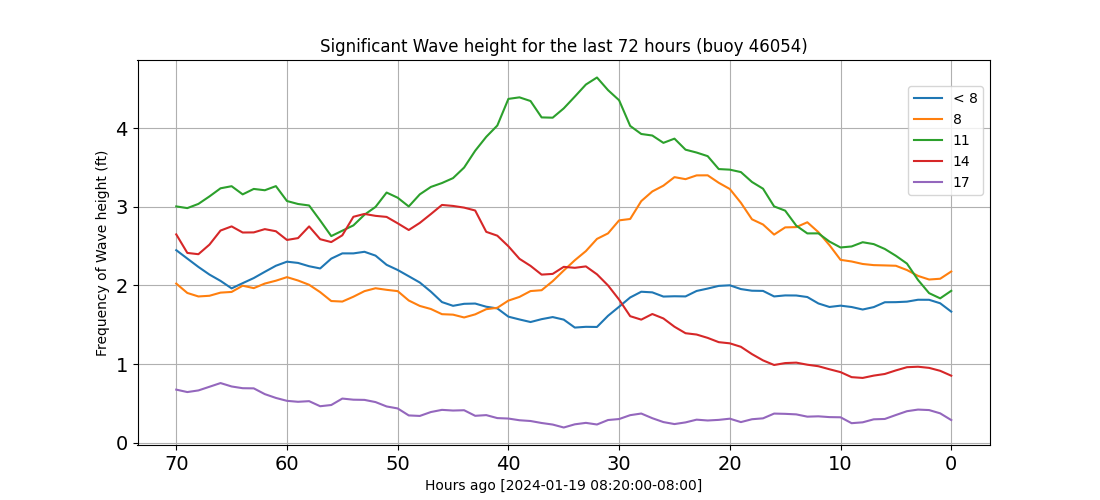 Significant Wave height for the last 72 hours (buoy 46054)
Frequency of Wave height (ft)
4
3
2
1
0
< 8
8
11
14
17
70 60 50 40 30 20 10 0
Hours ago [2024-01-19 08:20:00-08:00]